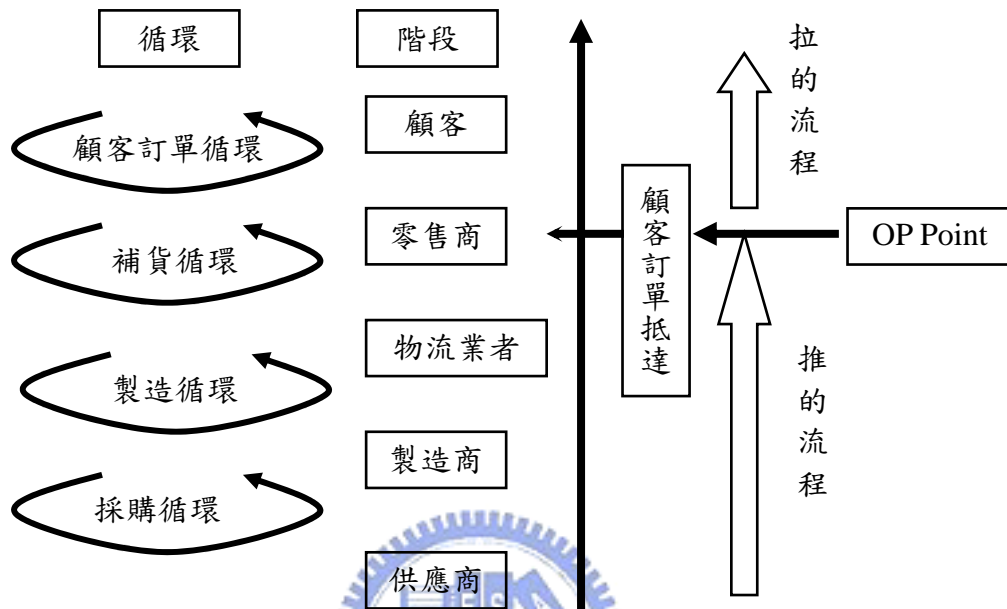 循環
階段
顧客
顧客訂單循環
零售商
補貨循環
物流業者
製造循環
製造商
採購循環
供應商
顧客訂單抵達
拉的流程
OP Point
推的流程